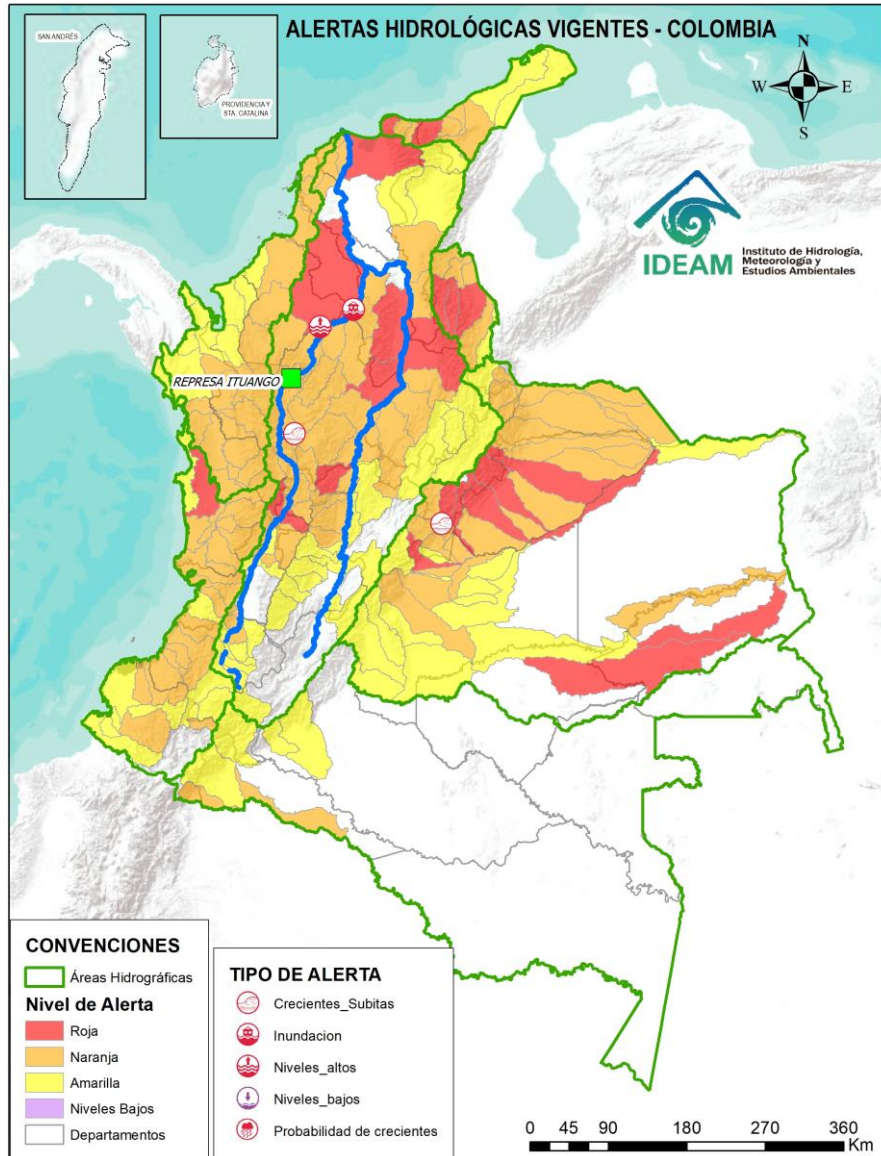 ALERTAS HIDROLÓGICAS VIGENTES - COLOMBIA
SAN ANDRÉS
PROVIDENCIA Y
STA. CATALINA
N
W
E
S
IDEAM
Instituto de Hidrología,
Meteorología y
Estudios Ambientales
REPRESA ITUANGO
CONVENCIONES
Áreas Hidrográficas
Nivel de Alerta
Roja
Naranja
Amarilla
Niveles Bajos
Departamentos
TIPO DE ALERTA
Crecientes_Subitas
Inundacion
Niveles_altos
Niveles_bajos
Probabilidad de crecientes
0 45 90 180 270 360
Km